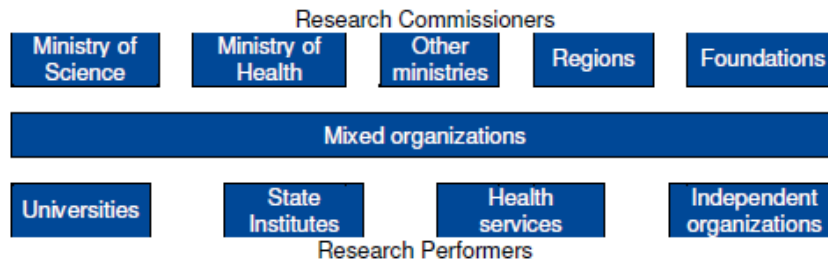 Research Commissioners
Ministry of Science
Ministry of Health
Other ministries
Regions
Foundations
Mixed organizations
Universities
State Institutes
Health services
Independent organizations
Research Performers